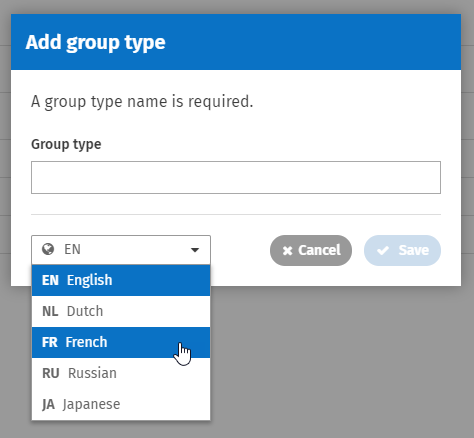 Add group type
A group type name is required.
Group type
EN
Cancel
Save
EN English
NL Dutch
FR French
RU Russian
JA Japanese